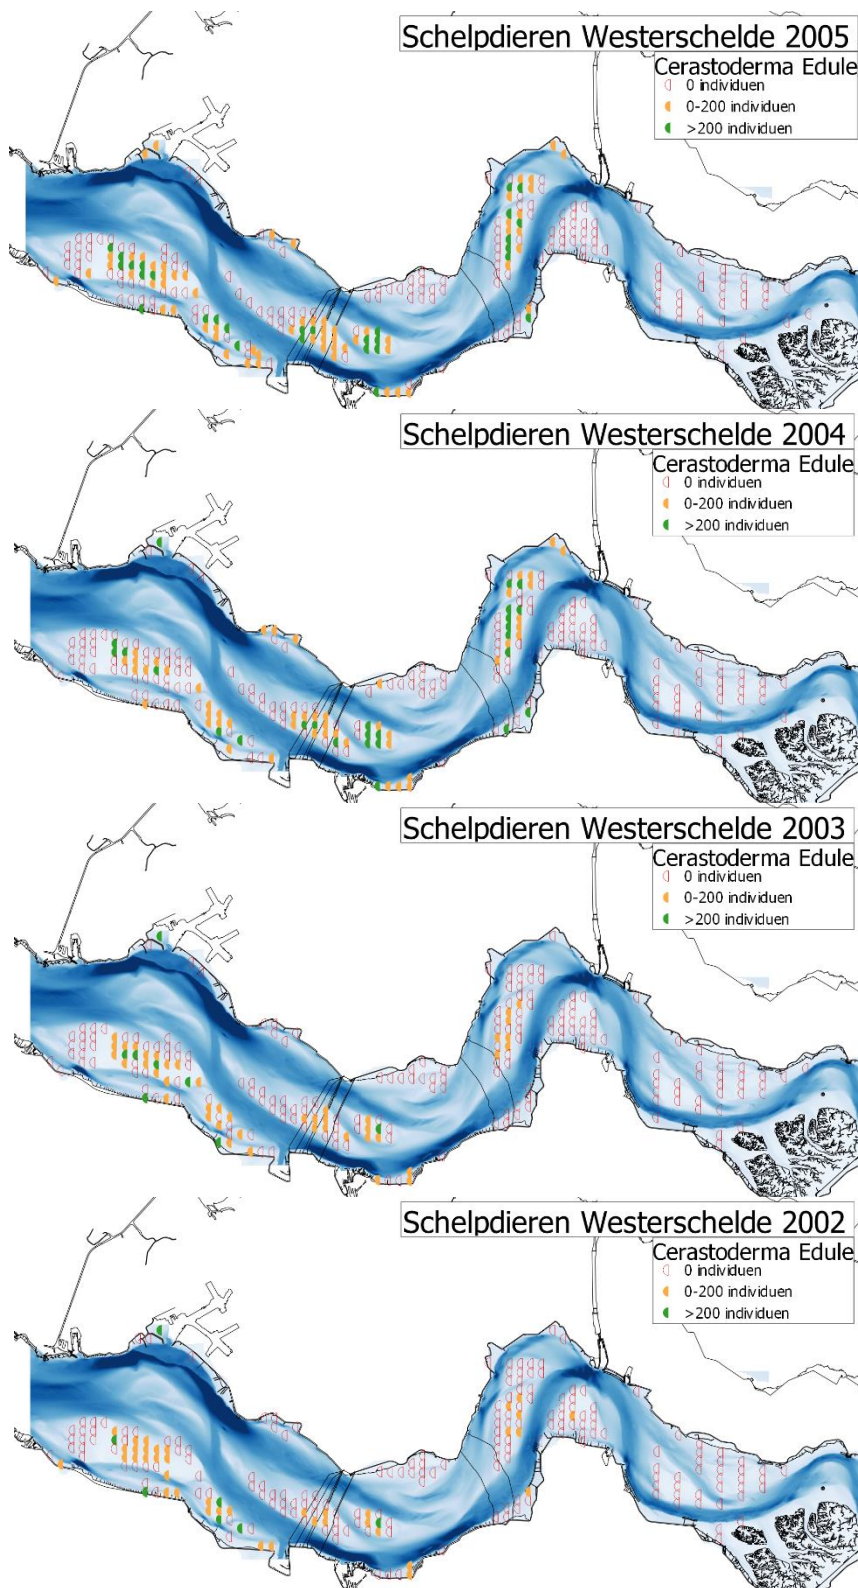 Schelpdieren Westerschelde 2005
Cerastoderma Edule
0 individuen
0-200 individuen
>200 individuen
Schelpdieren Westerschelde 2004
Cerastoderma Edule
0 individuen
0-200 individuen
>200 individuen
Schelpdieren Westerschelde 2003
Cerastoderma Edule
0 individuen
0-200 individuen
>200 individuen
Schelpdieren Westerschelde 2002
Cerastoderma Edule
0 individuen
0-200 individuen
>200 individuen